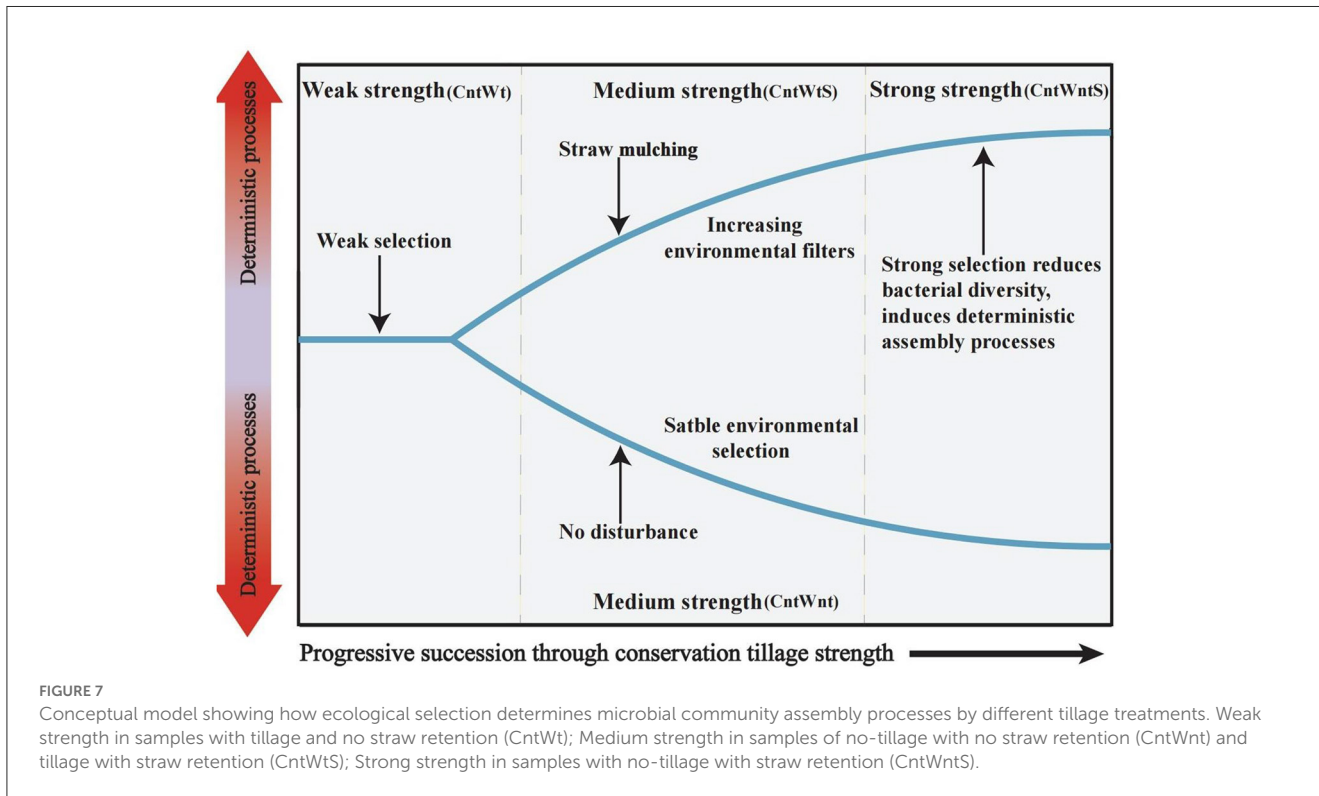 Deterministic processes
Deterministic processes
Weak strength(CntWt)
Medium strength(CntWtS)
Strong strength(CntWntS)
Straw mulching
Weak selection
Increasing
environmental filters
Strong selection reduces
bacterial diversity,
induces deterministic
assembly processes
Satble environmental
selection
No disturbance
Medium strength(CntWnt)
Progressive succession through conservation tillage strength
FIGURE 7
Conceptual model showing how ecological selection determines microbial community assembly processes by different tillage treatments. Weak
strength in samples with tillage and no straw retention (CntWt); Medium strength in samples of no-tillage with no straw retention (CntWnt) and
tillage with straw retention (CntWtS); Strong strength in samples with no-tillage with straw retention (CntWntS).